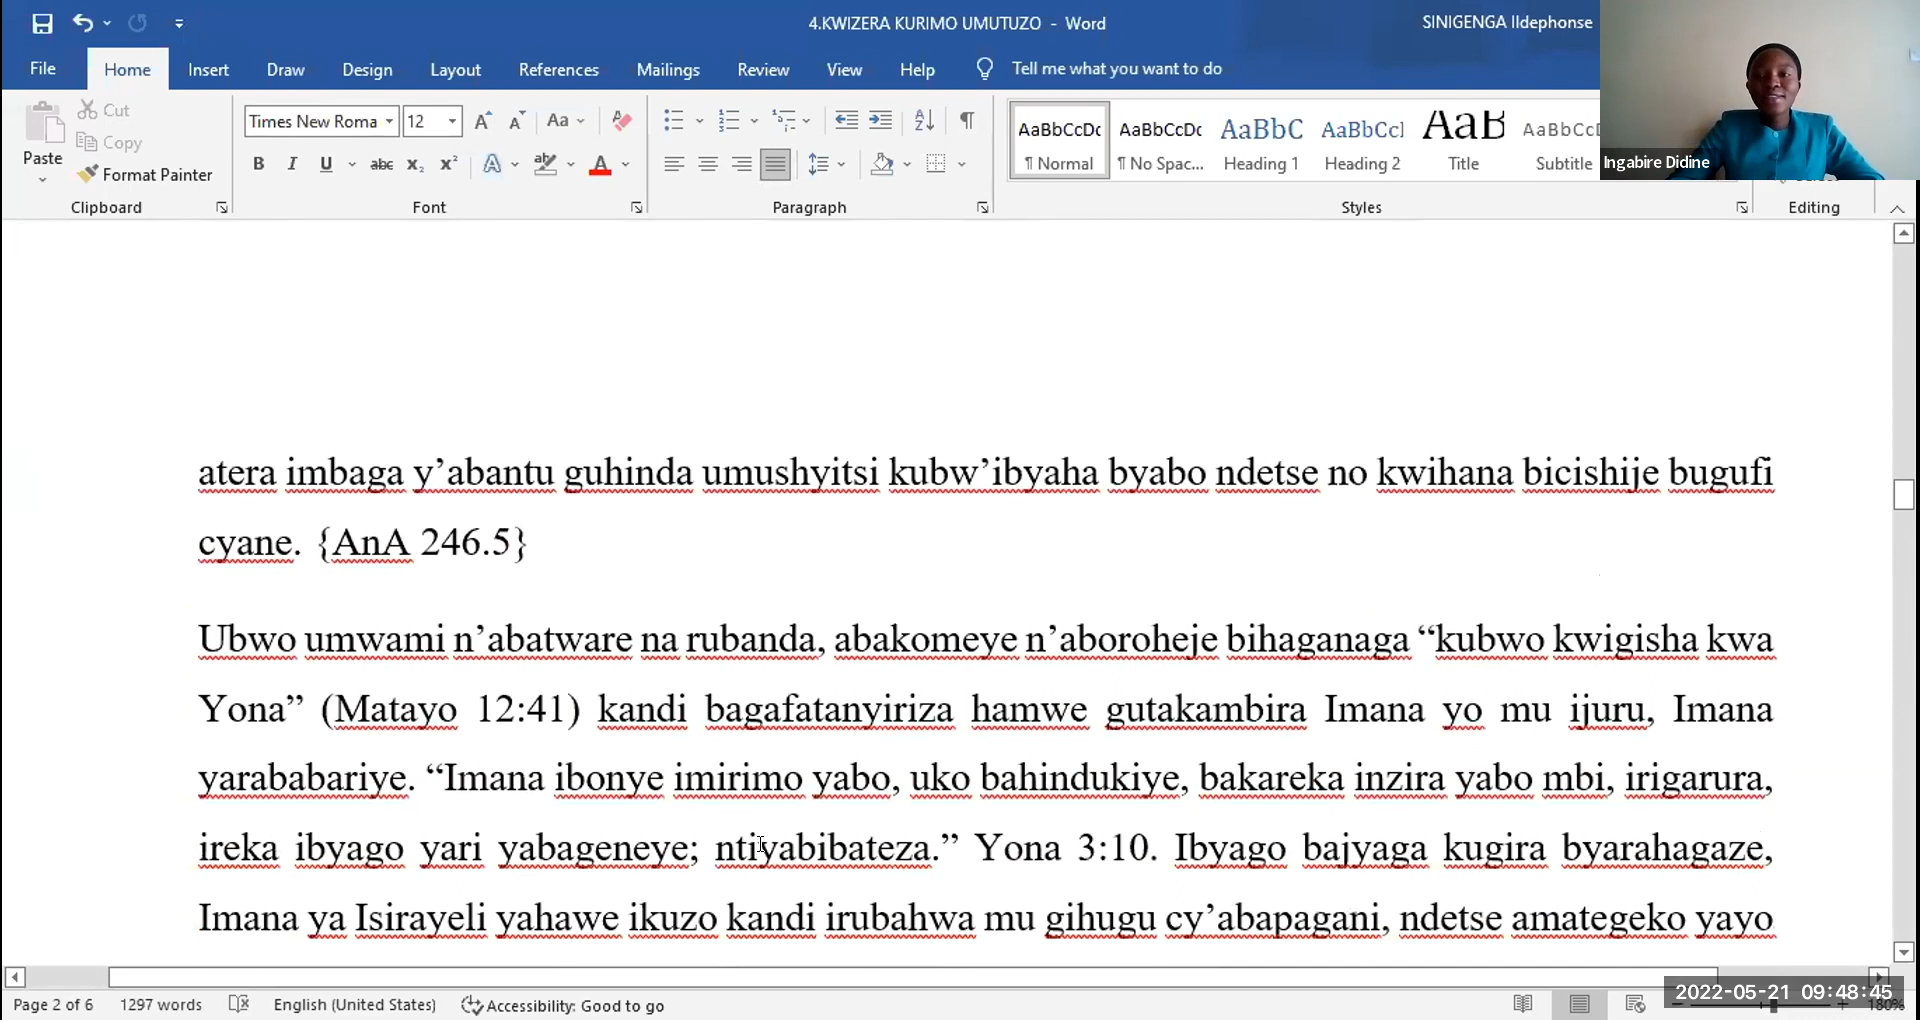 4.KWIZERA KURIMO UMUTUZO - Word
SINIGENGA Ildephonse
File Home Insert Draw Design Layout References Mailings Review View Help Tell me what you want to do
Cut
Copy
Paste
Format Painter
Clipboard
Times New Roma 12
Font
Paragraph
AaBbCcDc AaBbCcDc AaBbC AaBbCcI AaB AaBbCcI
¶ Normal ¶ No Spac... Heading 1 Heading 2 Title Subtitle
Styles
Editing
Ingabire Didine
atera imbaga y’abantu guhinda umushyitsi kubw’ibyaha byabo ndetse no kwihana bicishije bugufi
cyane. {AnA 246.5}
Ubwo umwami n’abatware na rubanda, abakomeye n’aboroheje bihaganaga “kubwo kwigisha kwa
Yona” (Matayo 12:41) kandi bagafatanyiriza hamwe gutakambira Imana yo mu ijuru, Imana
yarababariye. “Imana ibonye imirimo yabo, uko bahindukiye, bakareka inzira yabo mbi, irigarura,
ireka ibyago yari yabageneye; ntiyabibateza.” Yona 3:10. Ibyago bajyaga kugira byarahagaze,
Imana ya Isirayeli yahawe ikuzo kandi irubahwa mu gihugu cy’abapagani, ndetse amategeko yayo
Page 2 of 6 1297 words English (United States) Accessibility: Good to go
2022-05-21 09:48:45
180%